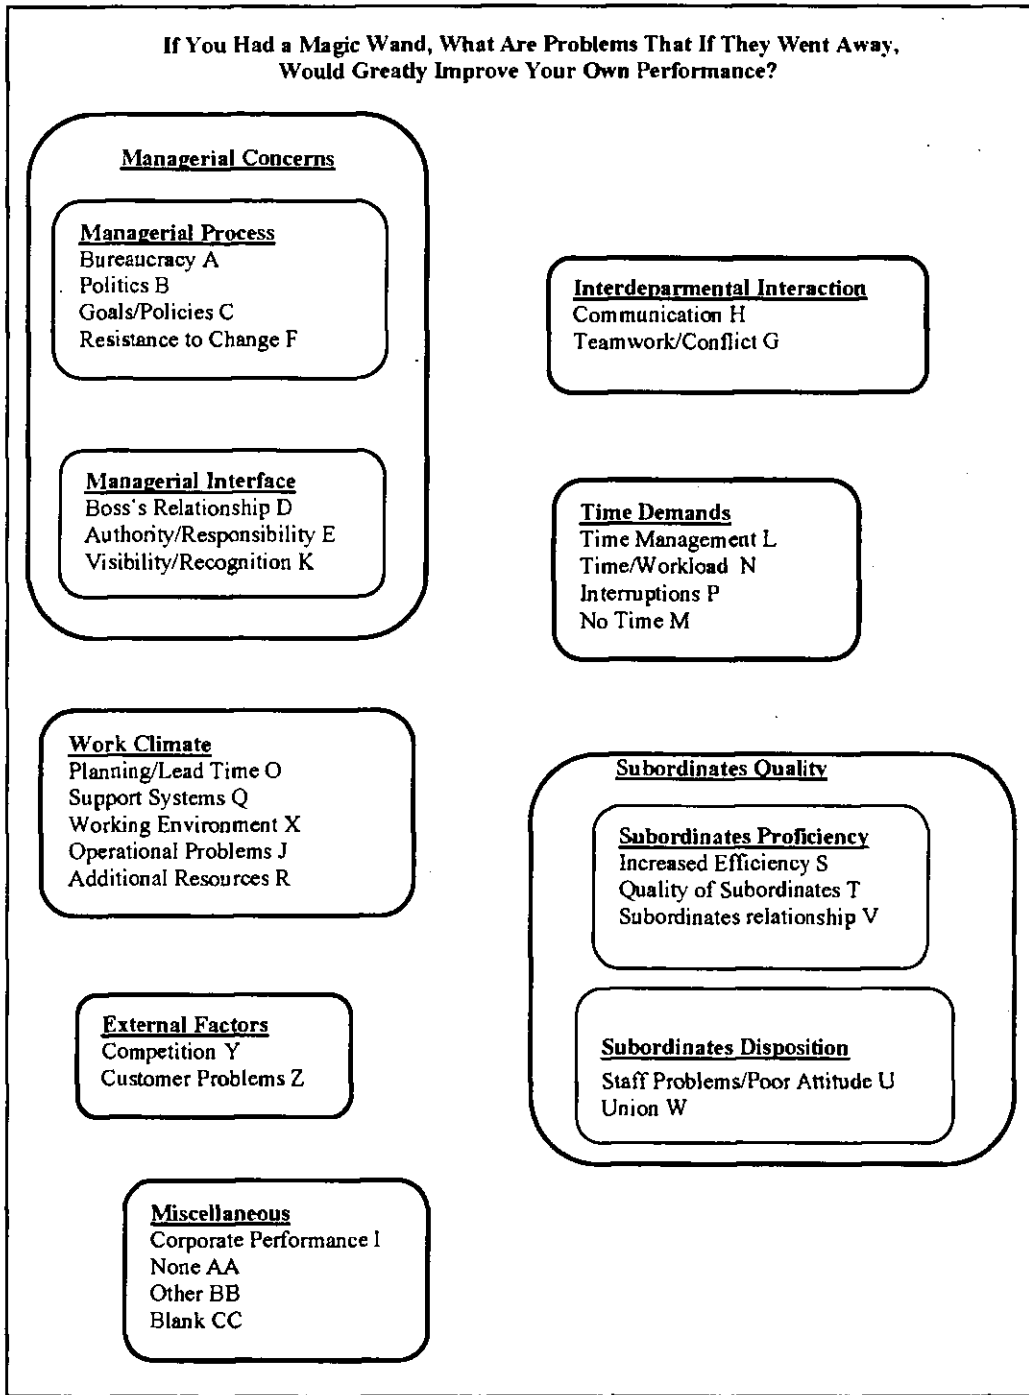 If You Had a Magic Wand, What Are Problems That If They Went Away,
Would Greatly Improve Your Own Performance?
Managerial Concerns
Managerial Process
Bureaucracy A
Politics B
Goals/Policies C
Resistance to Change F
Managerial Interface
Boss's Relationship D
Authority/Responsibility E
Visibility/Recognition K
Interdeparmental Interaction
Communication H
Teamwork/Conflict G
Time Demands
Time Management L
Time/Workload N
Interruptions P
No Time M
Work Climate
Planning/Lead Time O
Support Systems Q
Working Environment X
Operational Problems J
Additional Resources R
Subordinates Quality
Subordinates Proficiency
Increased Efficiency S
Quality of Subordinates T
Subordinates relationship V
Subordinates Disposition
Staff Problems/Poor Attitude U
Union W
External Factors
Competition Y
Customer Problems Z
Miscellaneous
Corporate Performance I
None AA
Other BB
Blank CC